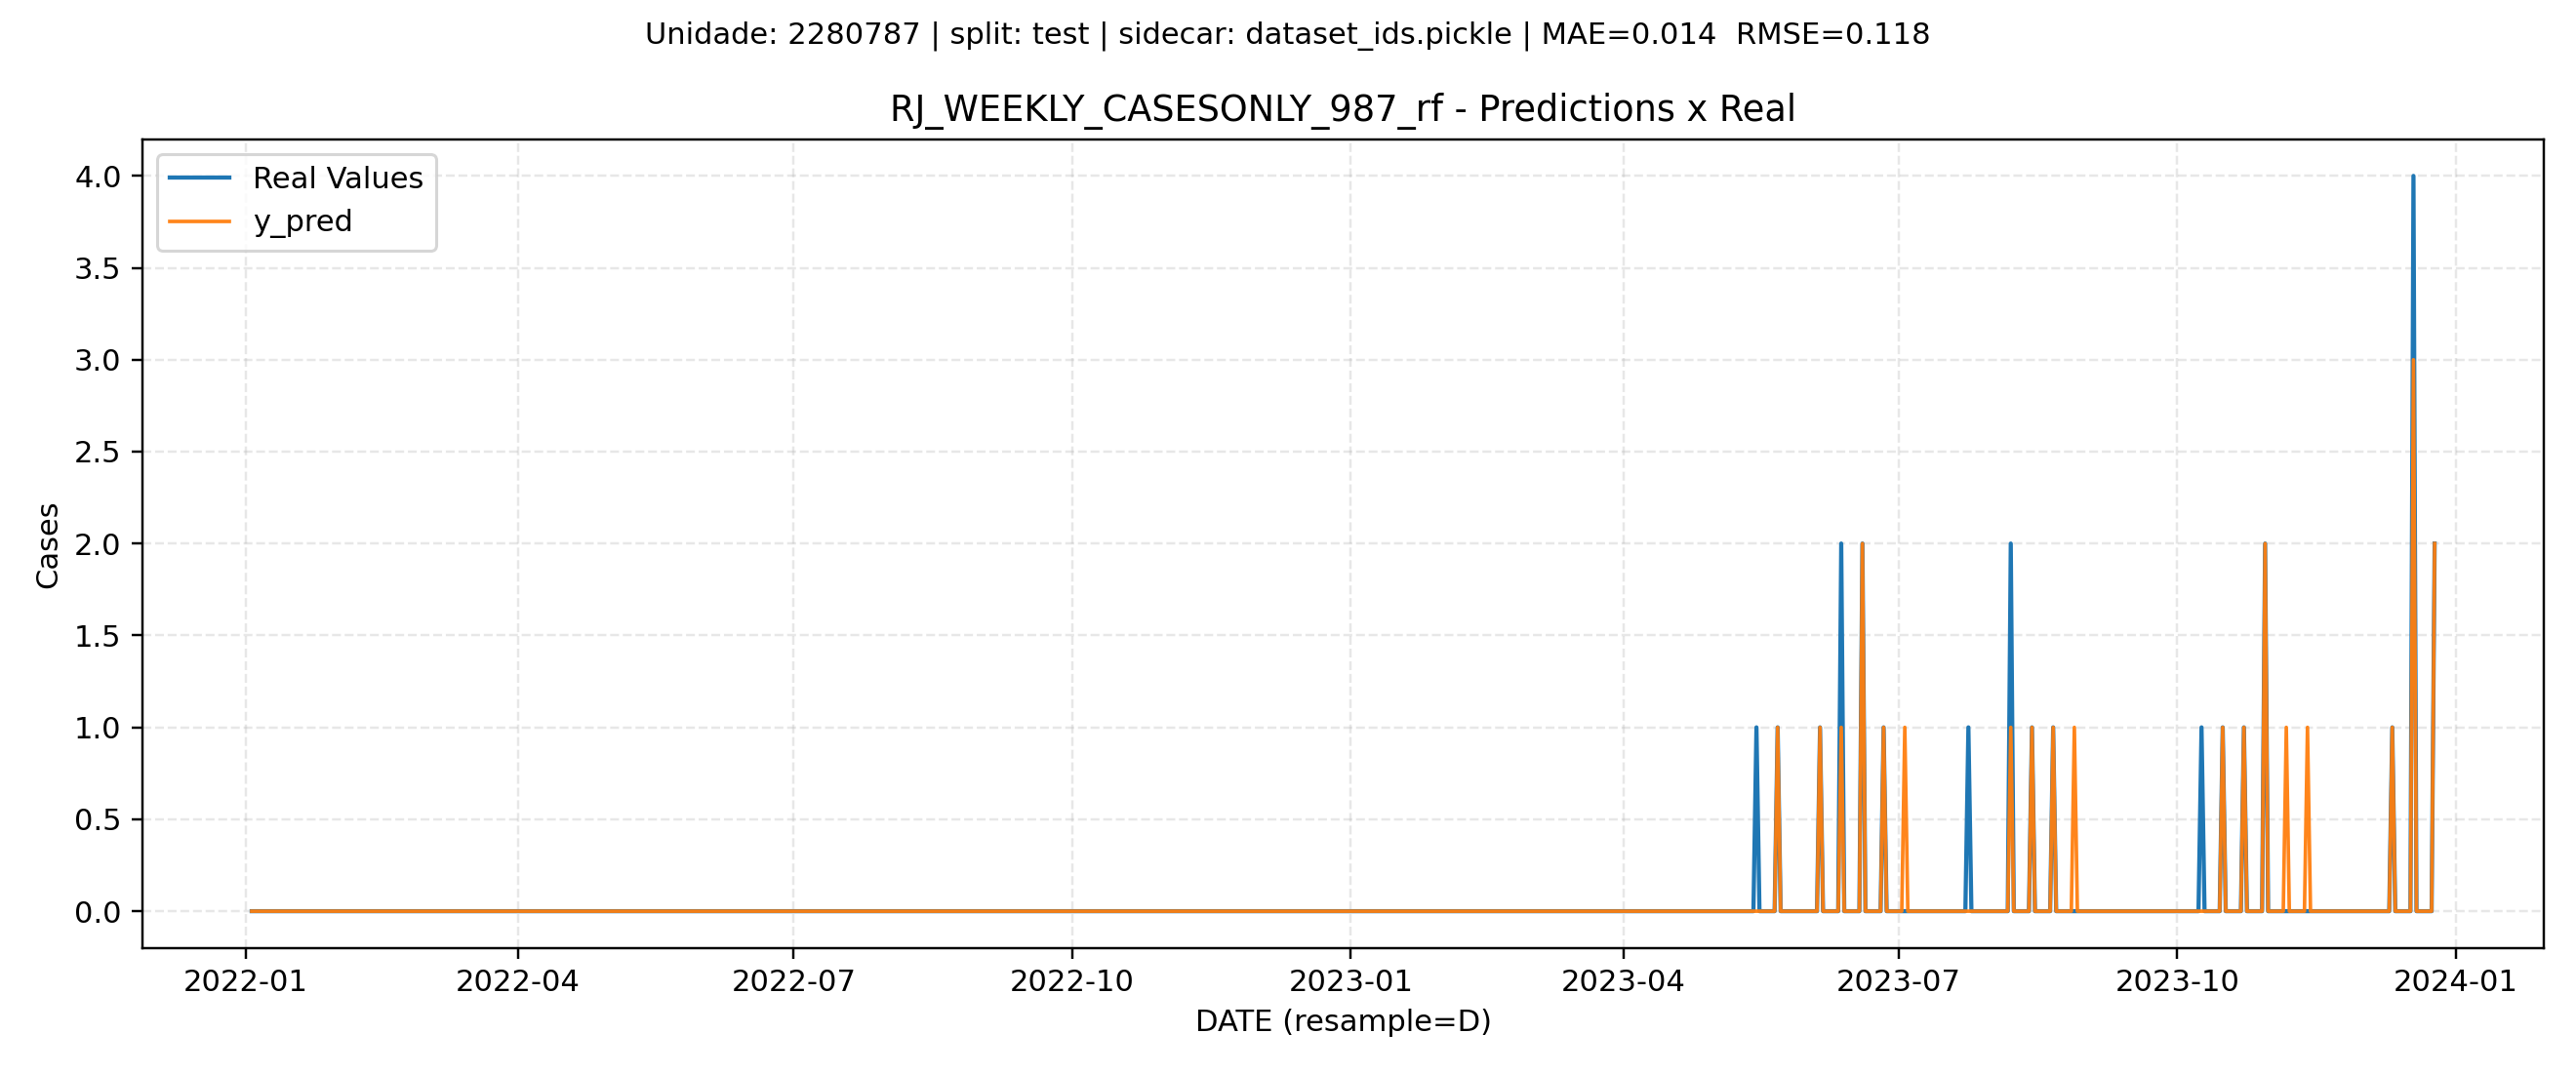 Unidade: 2280787 | split: test | sidecar: dataset_ids.pickle | MAE=0.014  RMSE=0.118
RJ_WEEKLY_CASESONLY_987_rf - Predictions x Real
Real Values
y_pred
Cases
4.0
3.5
3.0
2.5
2.0
1.5
1.0
0.5
0.0
2022-01 2022-04 2022-07 2022-10 2023-01 2023-04 2023-07 2023-10 2024-01
DATE (resample=D)